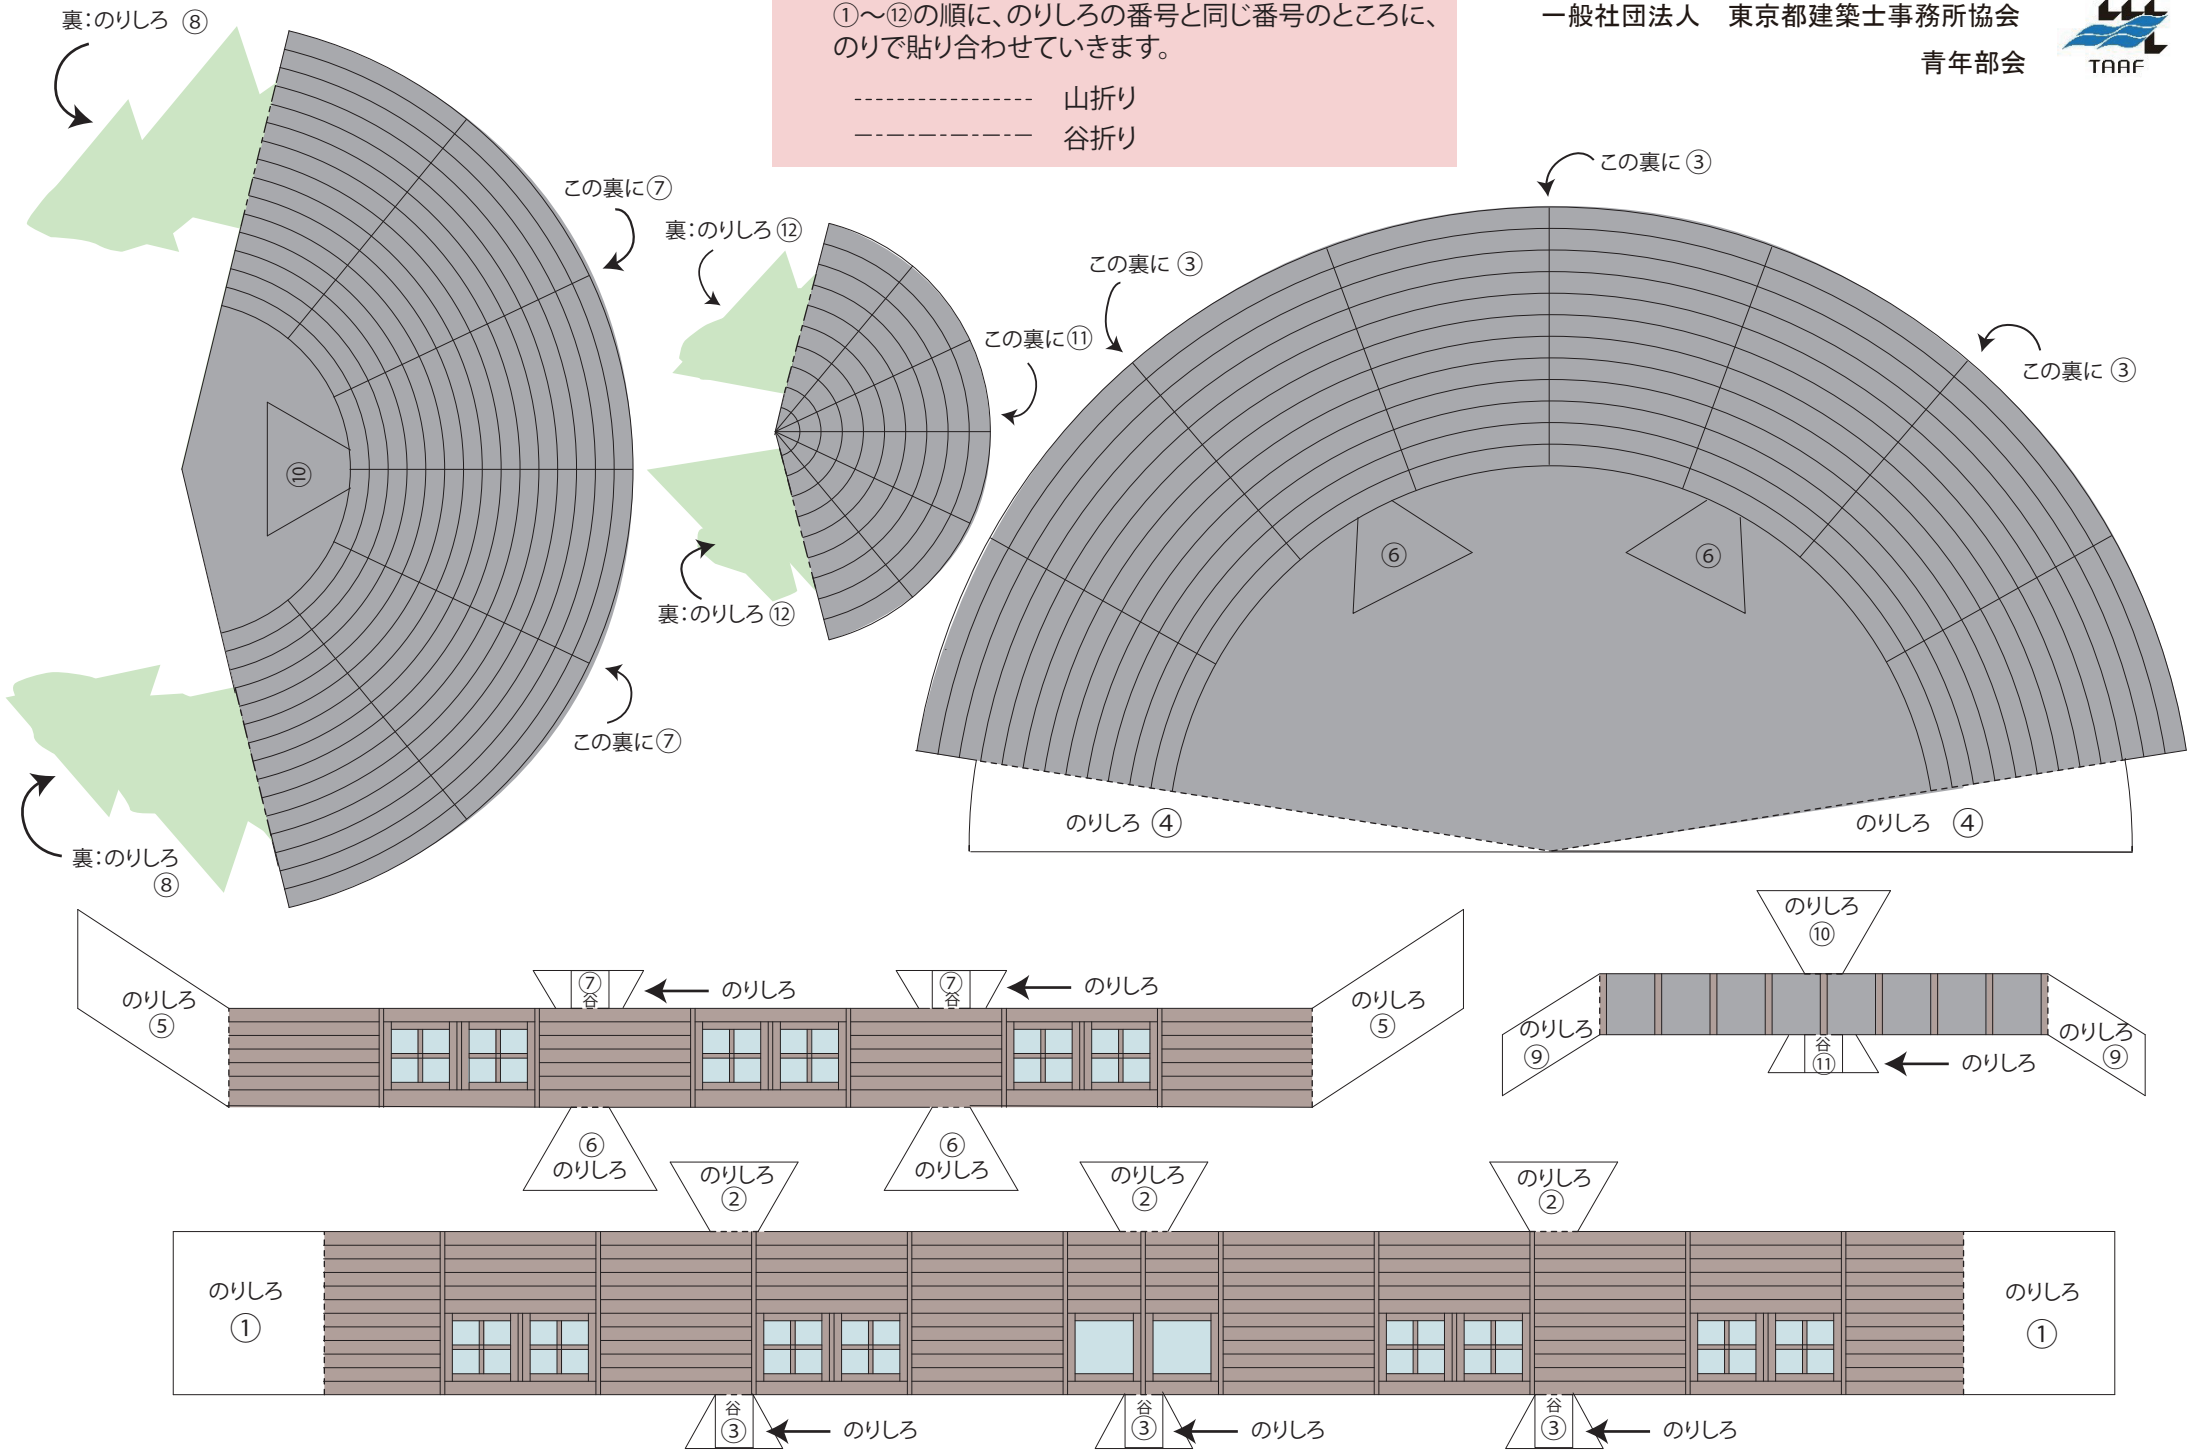 裏：のりしろ ⑧
①〜⑫の順に、のりしろの番号と同じ番号のところに、
のりで貼り合わせていきます。
山折り
谷折り
一般社団法人　東京都建築士事務所協会
青年部会
TAAF
この裏に⑦
裏：のりしろ⑫
この裏に ③
この裏に ③
この裏に⑪
この裏に ③
⑩
⑥
⑥
裏：のりしろ⑫
この裏に⑦
のりしろ ④
のりしろ ④
裏：のりしろ
⑧
のりしろ
⑤
⑦
谷
のりしろ
⑦
谷
のりしろ
のりしろ
⑤
のりしろ
⑩
のりしろ
⑨
谷
⑪
のりしろ
のりしろ
⑨
⑥
のりしろ
⑥
のりしろ
のりしろ
②
のりしろ
②
のりしろ
②
のりしろ
①
のりしろ
①
谷
③
のりしろ
谷
③
のりしろ
谷
③
のりしろ